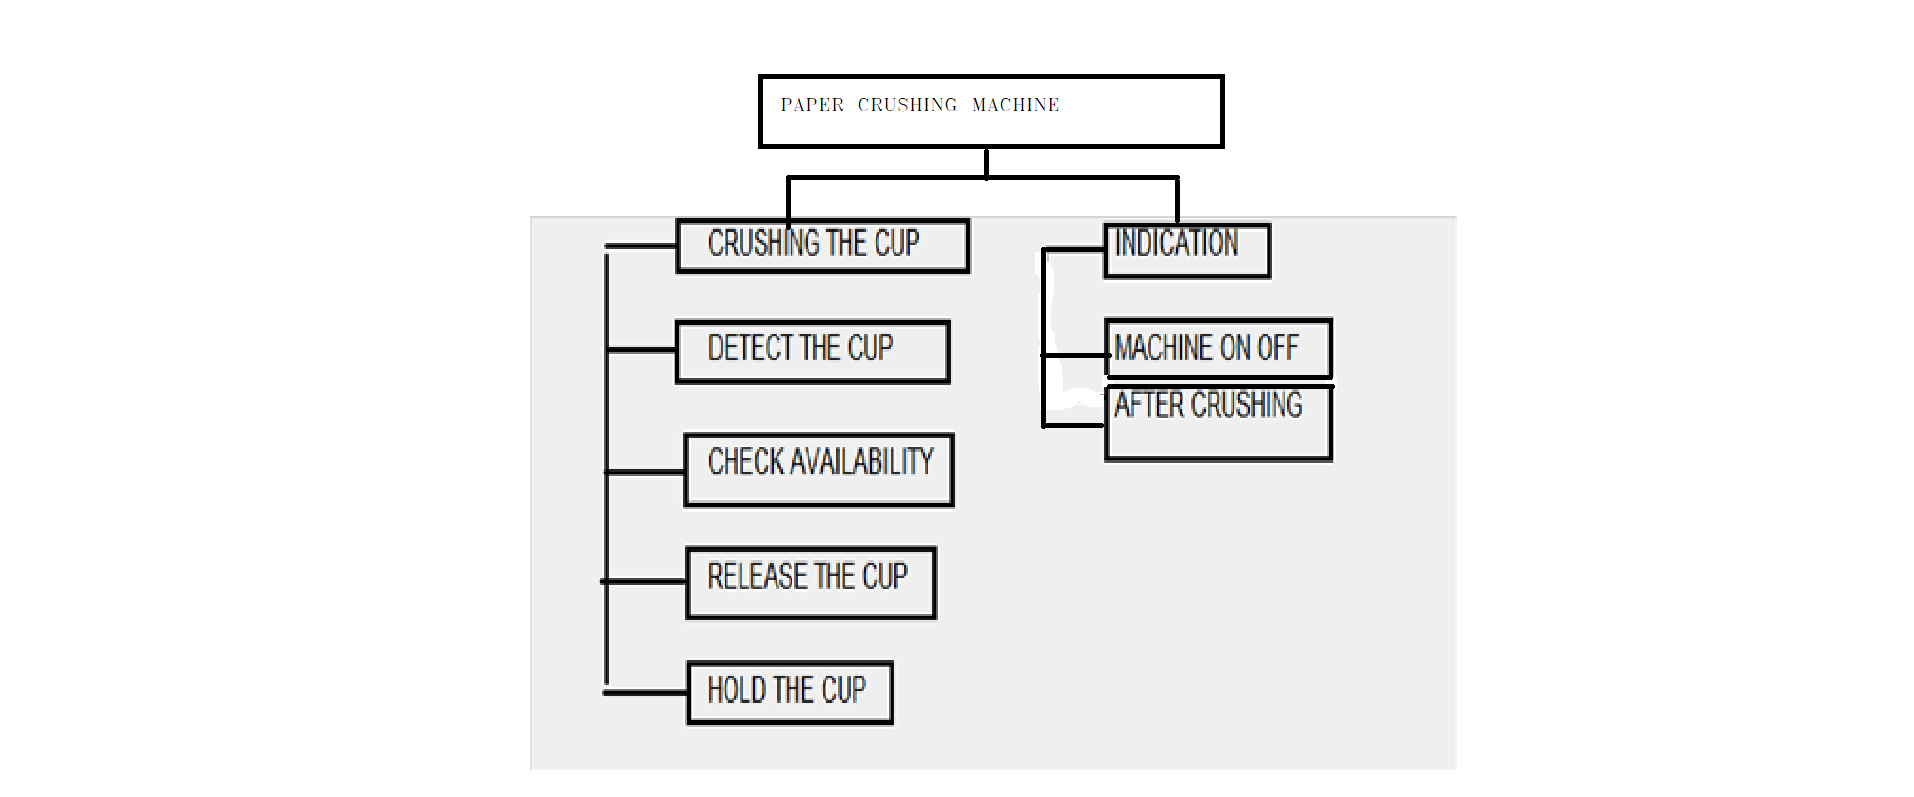 PAPER CRUSHING MACHINE
CRUSHING THE CUP
INDICATION
DETECT THE CUP
MACHINE ON OFF
AFTER CRUSHING
CHECK AVAILABILITY
RELEASE THE CUP
HOLD THE CUP